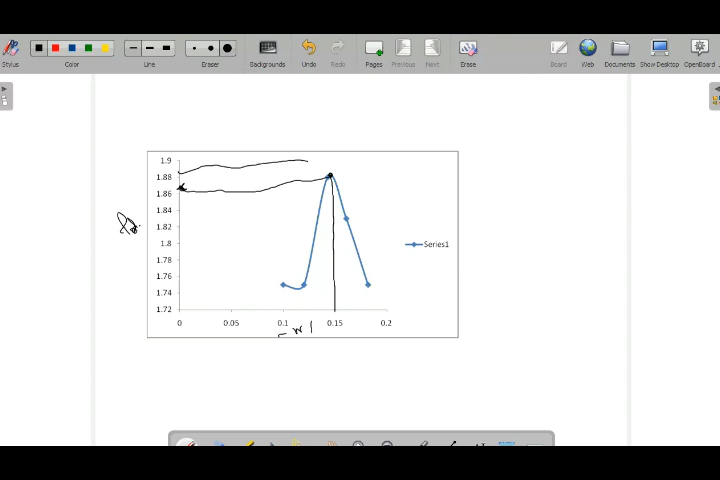 Stylus
Color
Line
Eraser
Backgrounds
Undo
Redo
Pages
Previous
Next
Erase
Board
Web
Documents
Show Desktop
OpenBoard
1.9
1.88
1.86
1.84
1.82
1.8
1.78
1.76
1.74
1.72
0
0.05
0.1
0.15
0.2
Series1